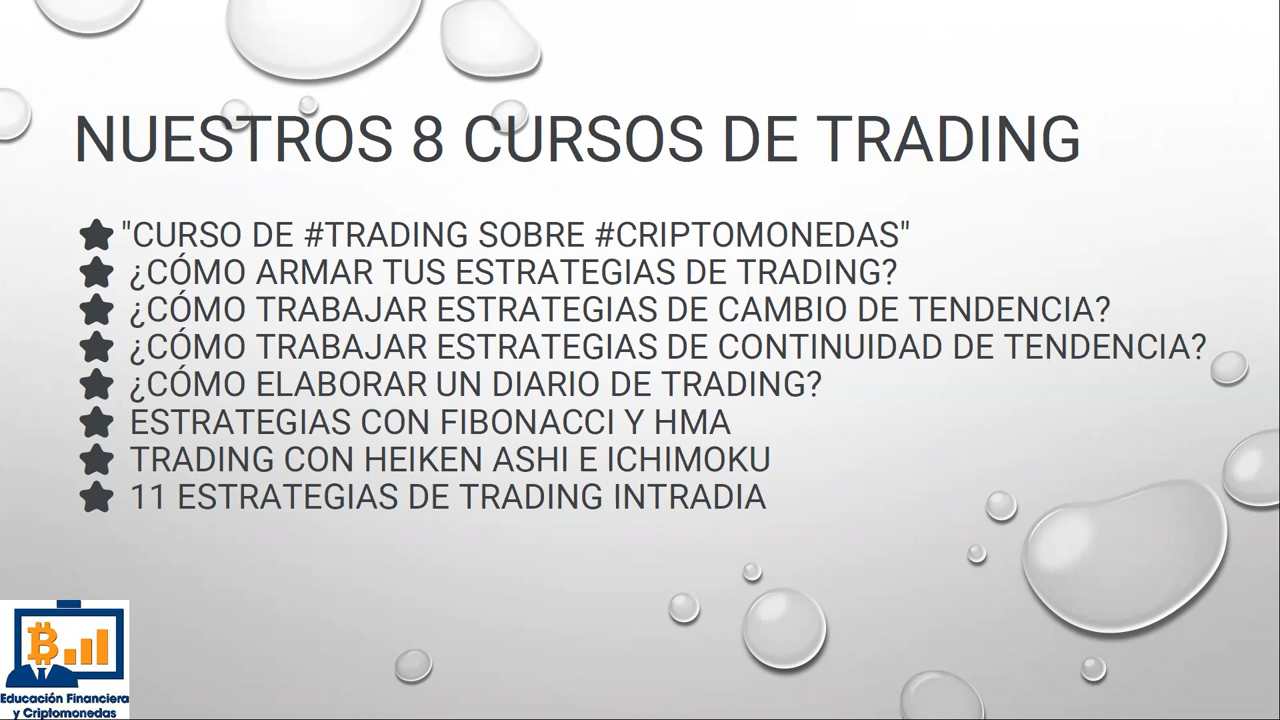 NUESTROS 8 CURSOS DE TRADING
"CURSO DE #TRADING SOBRE #CRIPTOMONEDAS"
¿CÓMO ARMAR TUS ESTRATEGIAS DE TRADING?
¿CÓMO TRABAJAR ESTRATEGIAS DE CAMBIO DE TENDENCIA?
¿CÓMO TRABAJAR ESTRATEGIAS DE CONTINUIDAD DE TENDENCIA?
¿CÓMO ELABORAR UN DIARIO DE TRADING?
ESTRATEGIAS CON FIBONACCI Y HMA
TRADING CON HEIKEN ASHI E ICHIMOKU
11 ESTRATEGIAS DE TRADING INTRADIA
Educación Financiera
y Criptomonedas